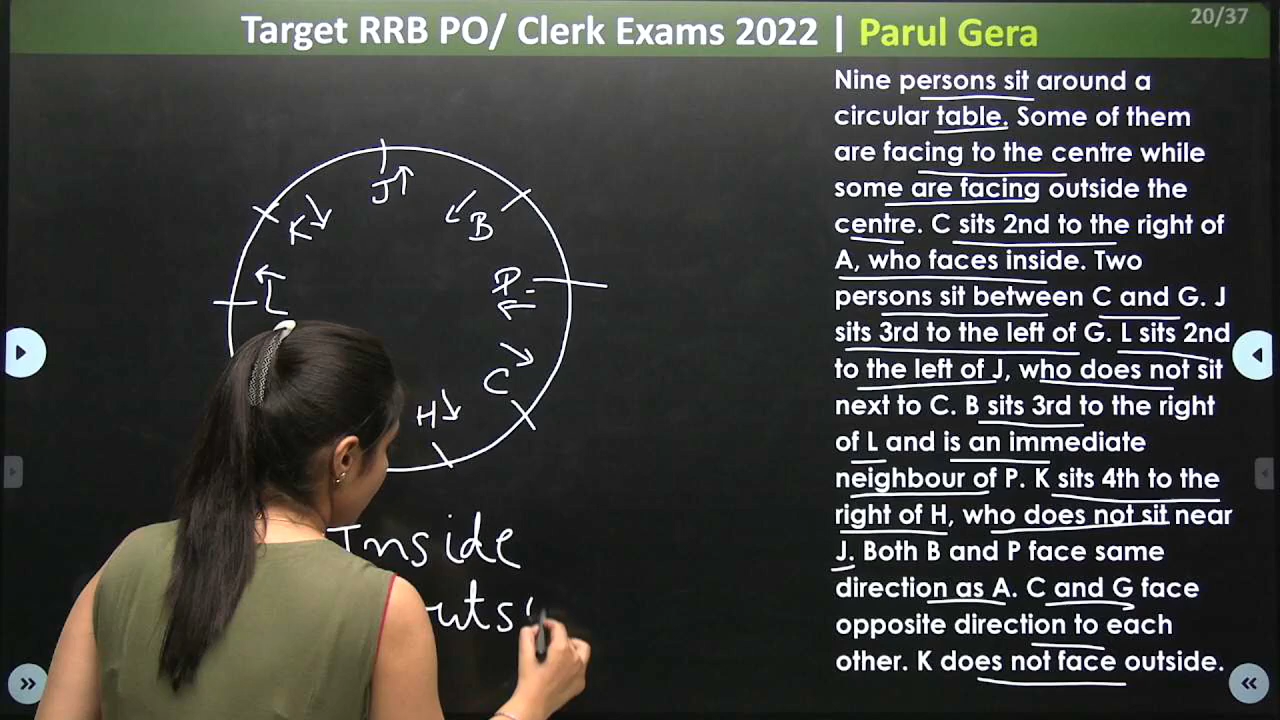 20/37
Target RRB PO/ Clerk Exams 2022 | Parul Gera
Nine persons sit around a
circular table. Some of them
are facing to the centre while
some are facing outside the
centre. C sits 2nd to the right of
A, who faces inside. Two
persons sit between C and G. J
sits 3rd to the left of G. L sits 2nd
to the left of J, who does not sit
next to C. B sits 3rd to the right
of L and is an immediate
neighbour of P. K sits 4th to the
right of H, who does not sit near
J. Both B and P face same
direction as A. C and G face
opposite direction to each
other. K does not face outside.
J
K
B
L
P
C
H
Inside